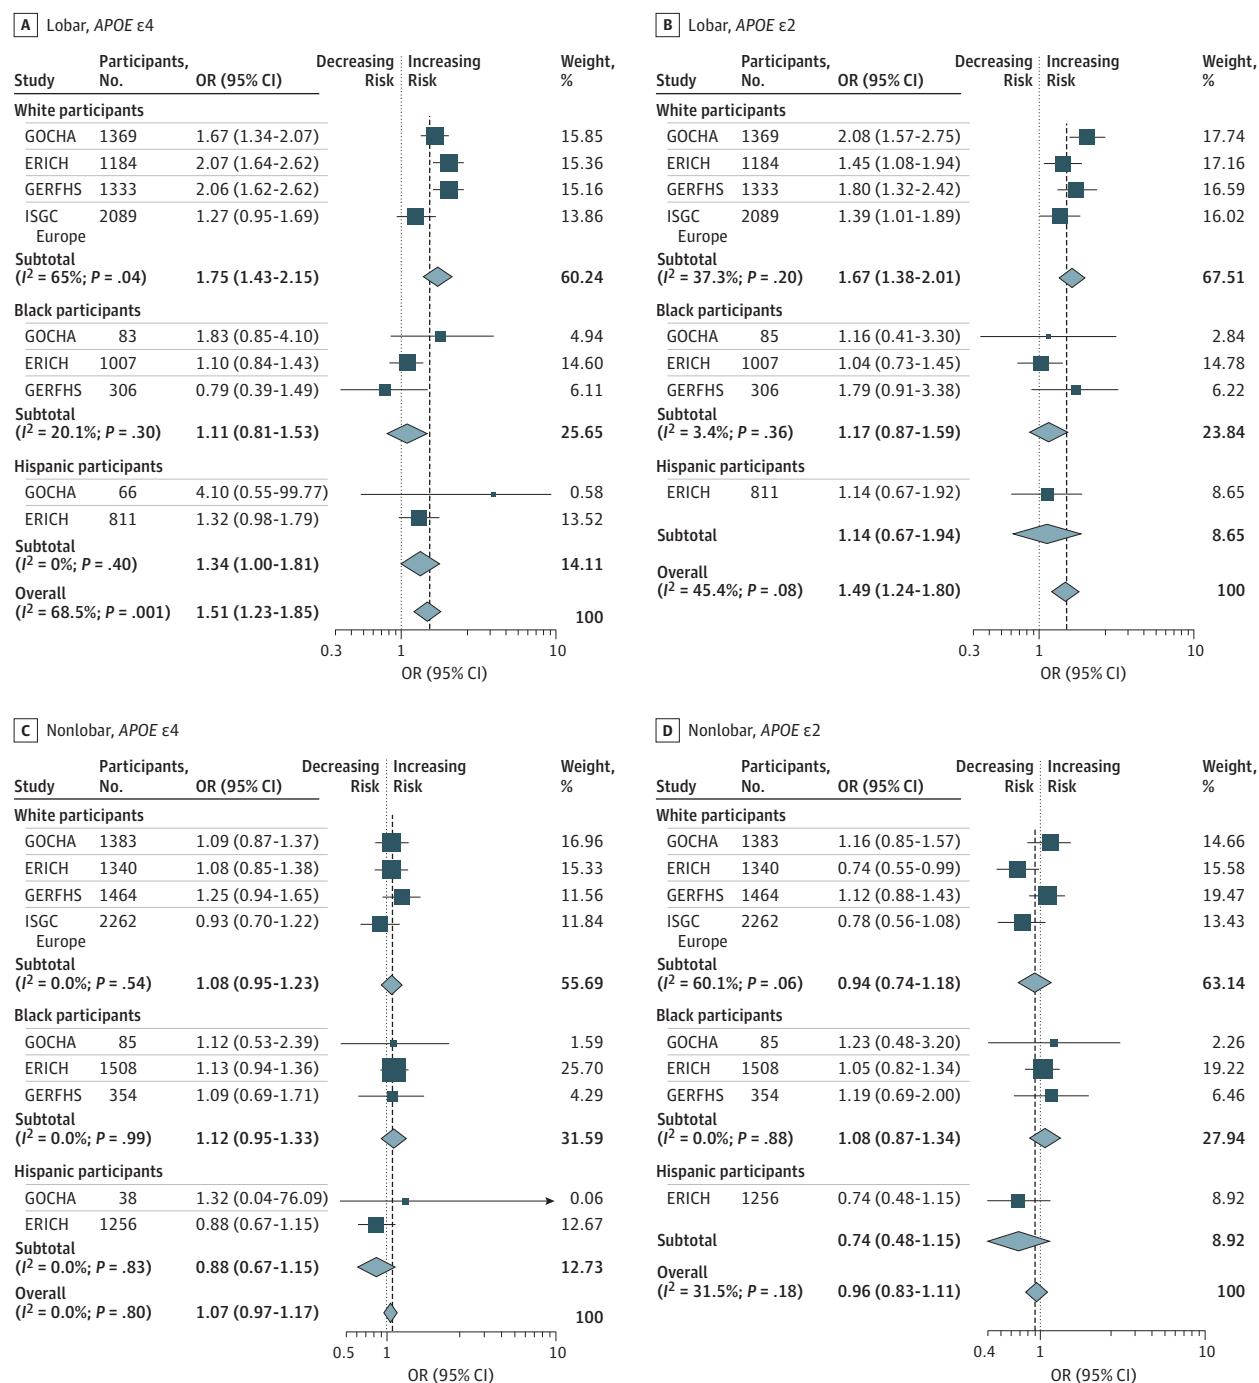 A Lobar, APOE ε4
Participants, Decreasing Increasing Weight,
Study No. OR (95% CI) Risk Risk %
White participants
GOCHA 1369 1.67 (1.34-2.07) 15.85
ERICH 1184 2.07 (1.64-2.62) 15.36
GERFHS 1333 2.06 (1.62-2.62) 15.16
ISGC 2089 1.27 (0.95-1.69) 13.86
Europe
Subtotal
(I2 = 65%; P = .04) 1.75 (1.43-2.15) 60.24
Black participants
GOCHA 83 1.83 (0.85-4.10) 4.94
ERICH 1007 1.10 (0.84-1.43) 14.60
GERFHS 306 0.79 (0.39-1.49) 6.11
Subtotal
(I2 = 20.1%; P = .30) 1.11 (0.81-1.53) 25.65
Hispanic participants
GOCHA 66 4.10 (0.55-99.77) 0.58
ERICH 811 1.32 (0.98-1.79) 13.52
Subtotal
(I2 = 0%; P = .40) 1.34 (1.00-1.81) 14.11
Overall
(I2 = 68.5%; P = .001) 1.51 (1.23-1.85) 100
0.3 1 10
OR (95% CI)
B Lobar, APOE ε2
Participants, Decreasing Increasing Weight,
Study No. OR (95% CI) Risk Risk %
White participants
GOCHA 1369 2.08 (1.57-2.75) 17.74
ERICH 1184 1.45 (1.08-1.94) 17.16
GERFHS 1333 1.80 (1.32-2.42) 16.59
ISGC 2089 1.39 (1.01-1.89) 16.02
Europe
Subtotal
(I2 = 37.3%; P = .20) 1.67 (1.38-2.01) 67.51
Black participants
GOCHA 85 1.16 (0.41-3.30) 2.84
ERICH 1007 1.04 (0.73-1.45) 14.78
GERFHS 306 1.79 (0.91-3.38) 6.22
Subtotal
(I2 = 3.4%; P = .36) 1.17 (0.87-1.59) 23.84
Hispanic participants
ERICH 811 1.14 (0.67-1.92) 8.65
Subtotal 1.14 (0.67-1.94) 8.65
Overall
(I2 = 45.4%; P = .08) 1.49 (1.24-1.80) 100
0.3 1 10
OR (95% CI)
C Nonlobar, APOE ε4
Participants, Decreasing Increasing Weight,
Study No. OR (95% CI) Risk Risk %
White participants
GOCHA 1383 1.09 (0.87-1.37) 16.96
ERICH 1340 1.08 (0.85-1.38) 15.33
GERFHS 1464 1.25 (0.94-1.65) 11.56
ISGC 2262 0.93 (0.70-1.22) 11.84
Europe
Subtotal
(I2 = 0.0%; P = .54) 1.08 (0.95-1.23) 55.69
Black participants
GOCHA 85 1.12 (0.53-2.39) 1.59
ERICH 1508 1.13 (0.94-1.36) 25.70
GERFHS 354 1.09 (0.69-1.71) 4.29
Subtotal
(I2 = 0.0%; P = .99) 1.12 (0.95-1.33) 31.59
Hispanic participants
GOCHA 38 1.32 (0.04-76.09) 0.06
ERICH 1256 0.88 (0.67-1.15) 12.67
Subtotal
(I2 = 0.0%; P = .83) 0.88 (0.67-1.15) 12.73
Overall
(I2 = 0.0%; P = .80) 1.07 (0.97-1.17) 100
0.5 1 10
OR (95% CI)
D Nonlobar, APOE ε2
Participants, Decreasing Increasing Weight,
Study No. OR (95% CI) Risk Risk %
White participants
GOCHA 1383 1.16 (0.85-1.57) 14.66
ERICH 1340 0.74 (0.55-0.99) 15.58
GERFHS 1464 1.12 (0.88-1.43) 19.47
ISGC 2262 0.78 (0.56-1.08) 13.43
Europe
Subtotal
(I2 = 60.1%; P = .06) 0.94 (0.74-1.18) 63.14
Black participants
GOCHA 85 1.23 (0.48-3.20) 2.26
ERICH 1508 1.05 (0.82-1.34) 19.22
GERFHS 354 1.19 (0.69-2.00) 6.46
Subtotal
(I2 = 0.0%; P = .88) 1.08 (0.87-1.34) 27.94
Hispanic participants
ERICH 1256 0.74 (0.48-1.15) 8.92
Subtotal 0.74 (0.48-1.15) 8.92
Overall
(I2 = 31.5%; P = .18) 0.96 (0.83-1.11) 100
0.4 1 10
OR (95% CI)